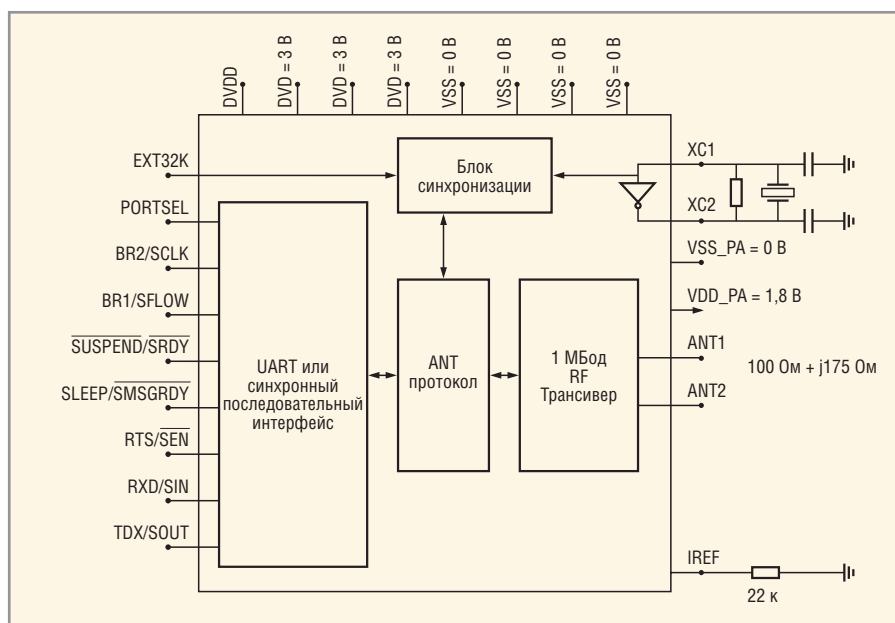 DVDD
DVD = 3 В
DVD = 3 В
DVD = 3 В
VSS = 0 В
VSS = 0 В
VSS = 0 В
VSS = 0 В
EXT32K
PORTSEL
BR2/SCLK
BR1/SFLOW
SUSPEND/SRDY
SLEEP/SMSGRDY
RTS/SEN
RXD/SIN
TDX/SOUT
Блок
синхронизации
UART или
синхронный
последовательный
интерфейс
ANT
протокол
1 МБод
RF
Трансивер
XC1
XC2
VSS_PA = 0 В
VDD_PA = 1,8 В
ANT1
ANT2
100 Ом + j175 Ом
IREF
22 к